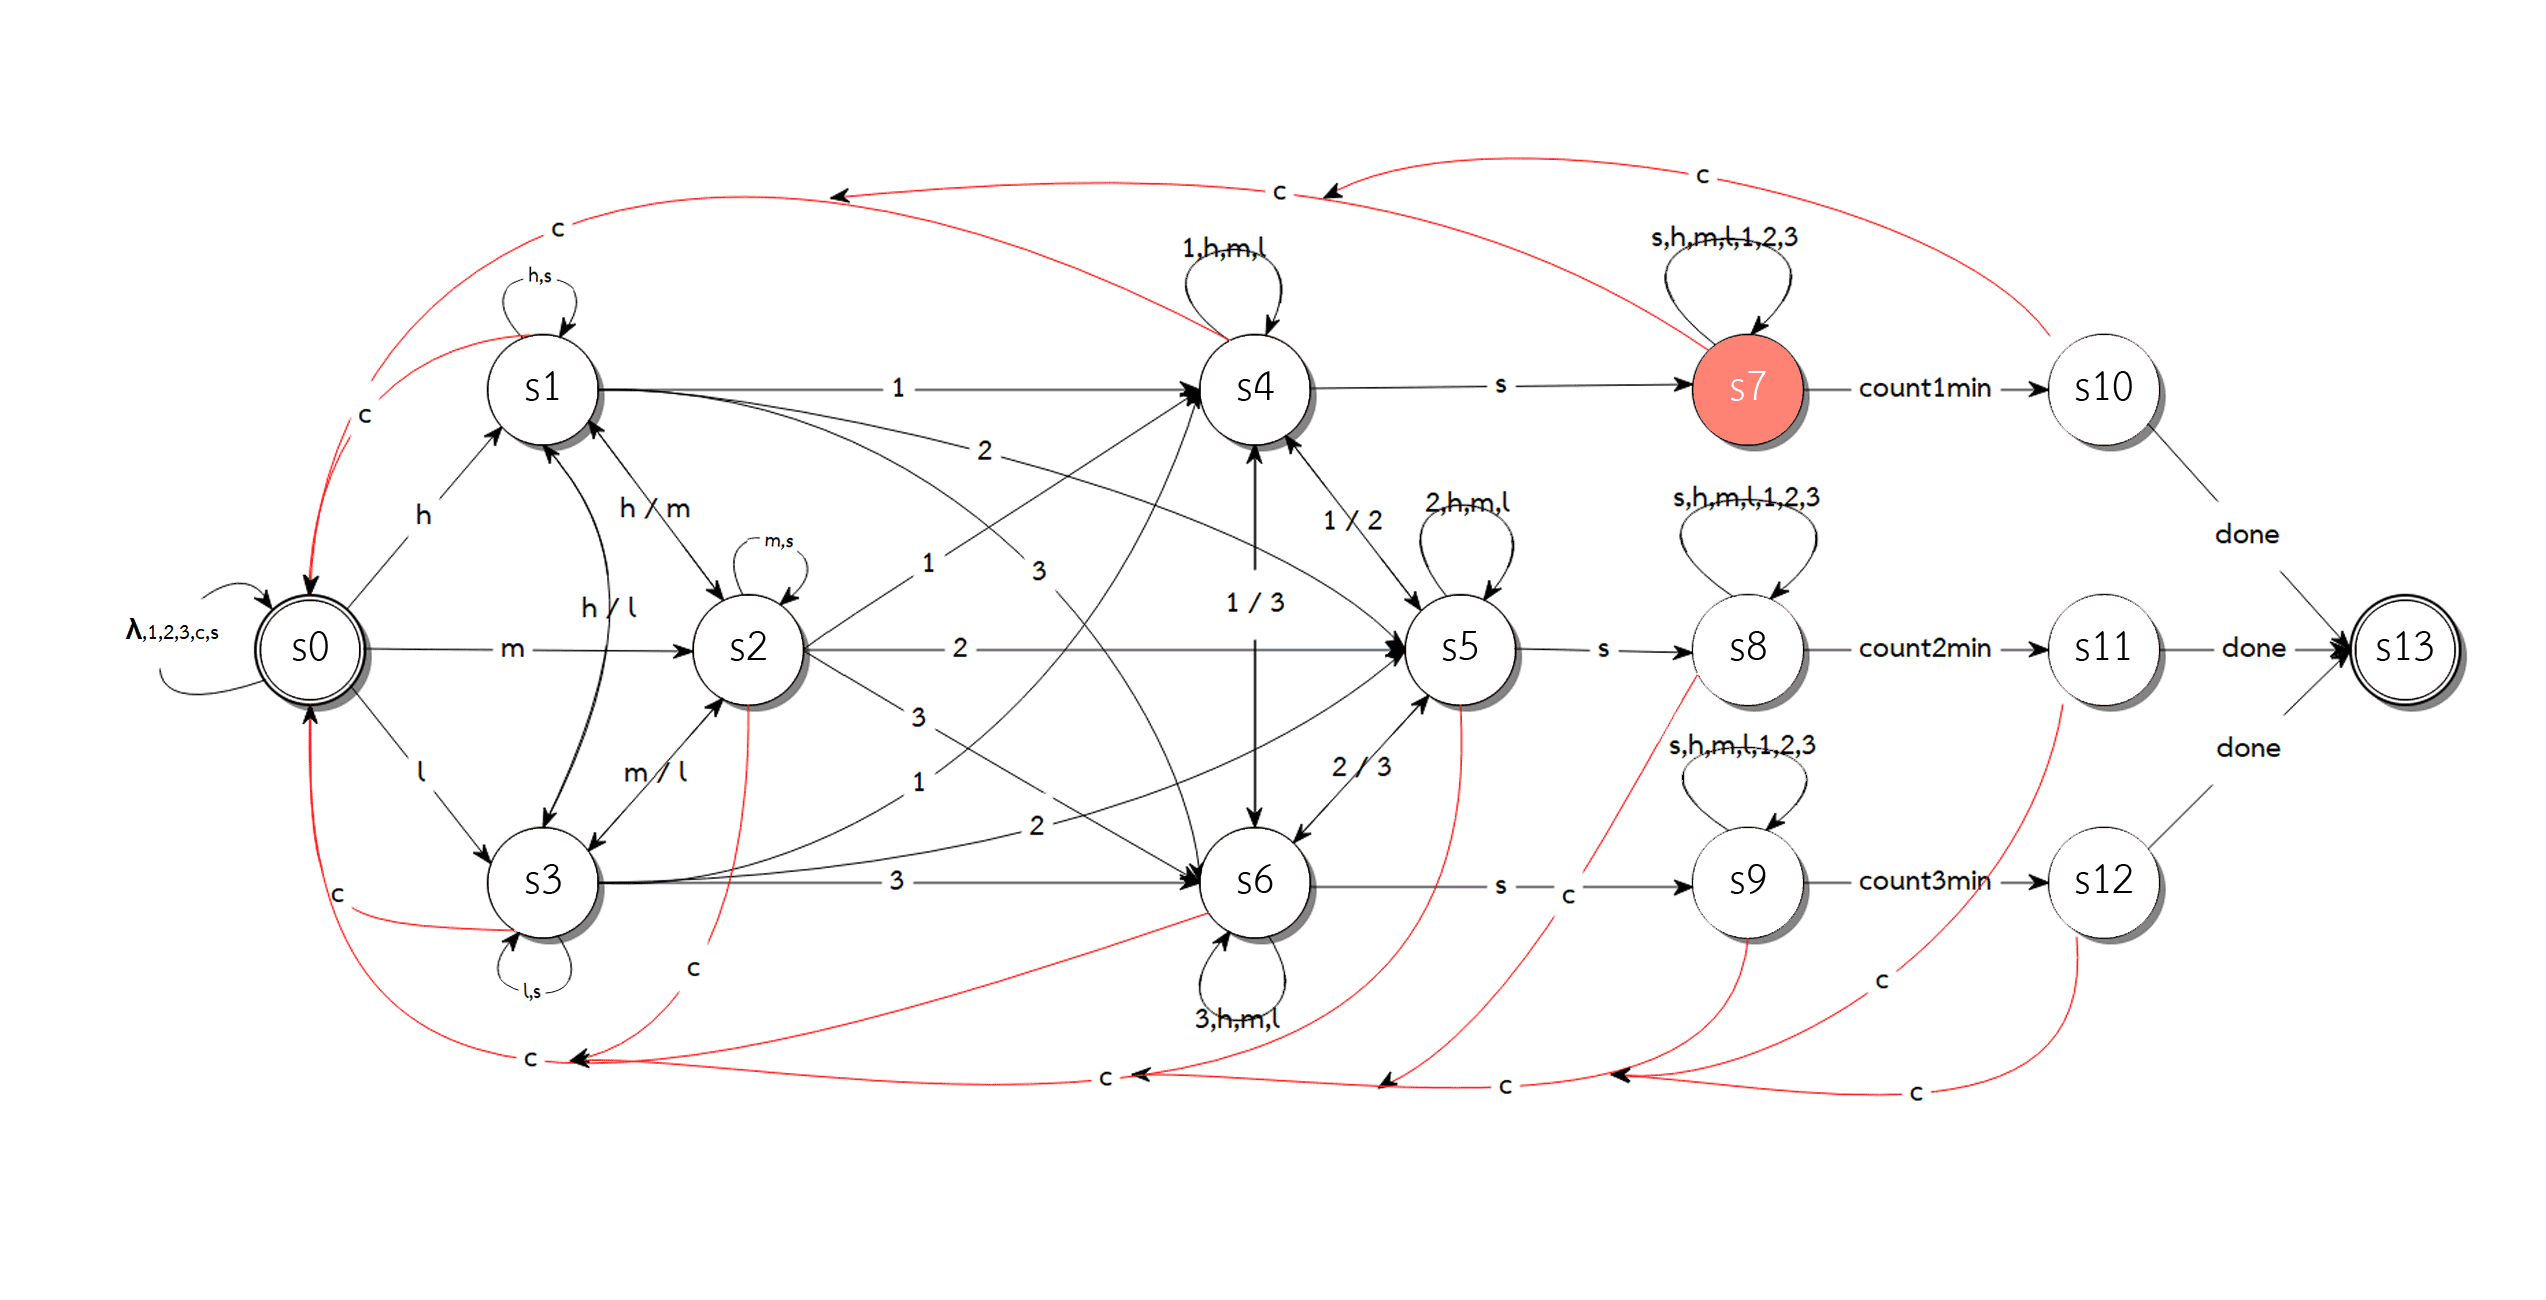 c
c
c
s,h,m,l,1,2,3
1,h,m,l
h,s
s1
1
s4
s
s7
count1min
s10
c
2
h
h / m
1 / 2
2,h,m,l
s,h,m,l,1,2,3
done
m,s
1
3
h / l
1 / 3
λ,1,2,3,c,s
s0
m
s2
2
s5
s
s8
count2min
s11
done
s13
3
l
m / l
1
2 / 3
s,h,m,l,1,2,3
done
2
c
s3
3
s6
s
c
s9
count3min
s12
c
c
l,s
3,h,m,l
c
c
c
c